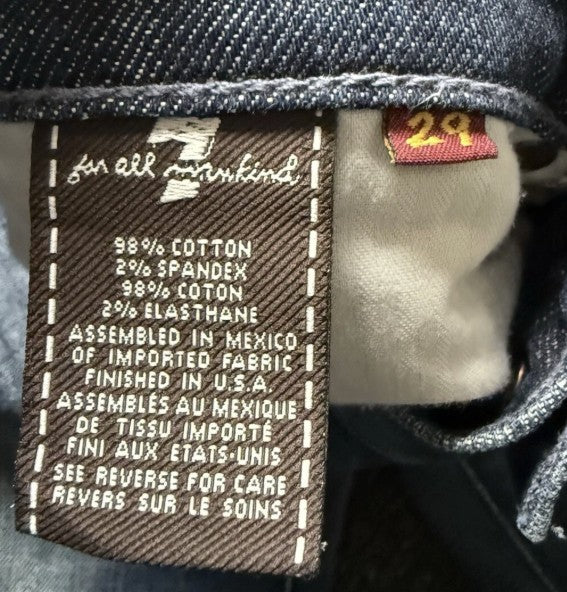 7
for all mankind
29
98% COTTON
2% SPANDEX
98% COTON
2% ELASTHANE
ASSEMBLED IN MEXICO
OF IMPORTED FABRIC
FINISHED IN U.S.A.
ASSEMBLÉS AU MEXIQUE
DE TISSU IMPORTÉ
FINI AUX ETATS-UNIS
SEE REVERSE FOR CARE
REVERS SUR LE SOINS